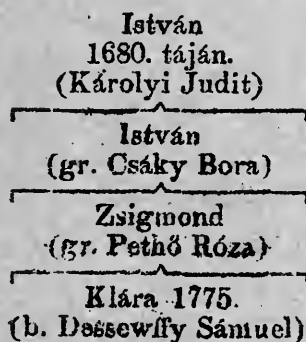 István
1680. táján.
(Károlyi Judit)
István
(gr. Csáky Bora)
Zsigmond
(gr. Pethő Róza)
Klára 1775.
(b. Dessewffy Sámuel)